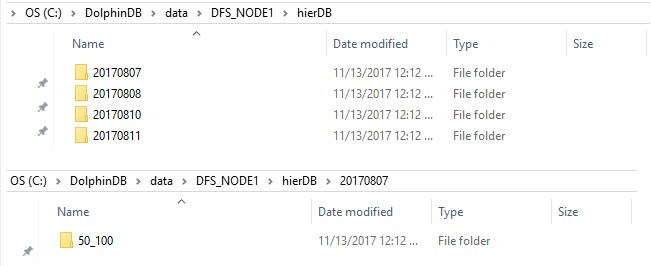 OS (C:) > DolphinDB > data > DFS_NODE1 > hierDB
Name Date modified Type Size
20170807 11/13/2017 12:12 ... File folder
20170808 11/13/2017 12:12 ... File folder
20170810 11/13/2017 12:12 ... File folder
20170811 11/13/2017 12:12 ... File folder
OS (C:) > DolphinDB > data > DFS_NODE1 > hierDB > 20170807
Name Date modified Type Size
50_100 11/13/2017 12:12 ... File folder